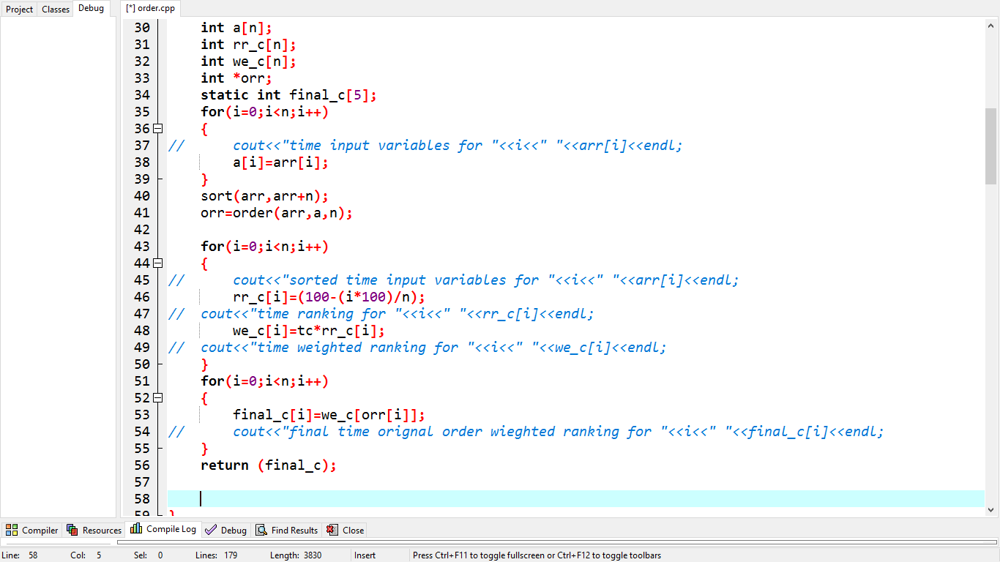 Project Classes Debug [*] order.cpp
30 int a[n];
31 int rr_c[n];
32 int we_c[n];
33 int *orr;
34 static int final_c[5];
35 for(i=0;i<n;i++)
36 {
37 // cout<<"time input variables for "<<i<<" "<<arr[i]<<endl;
38 a[i]=arr[i];
39 }
40 sort(arr,arr+n);
41 orr=order(arr,a,n);
42
43 for(i=0;i<n;i++)
44 {
45 // cout<<"sorted time input variables for "<<i<<" "<<arr[i]<<endl;
46 rr_c[i]=(100-(i*100)/n);
47 // cout<<"time ranking for "<<i<<" "<<rr_c[i]<<endl;
48 we_c[i]=tc*rr_c[i];
49 // cout<<"time weighted ranking for "<<i<<" "<<we_c[i]<<endl;
50 }
51 for(i=0;i<n;i++)
52 {
53 final_c[i]=we_c[orr[i]];
54 // cout<<"final time orignal order wieghted ranking for "<<i<<" "<<final_c[i]<<endl;
55 }
56 return (final_c);
57
58
59 }
Compiler Resources Compile Log Debug Find Results Close
Line: 58 Col: 5 Sel: 0 Lines: 179 Length: 3830 Insert Press Ctrl+F11 to toggle fullscreen or Ctrl+F12 to toggle toolbars